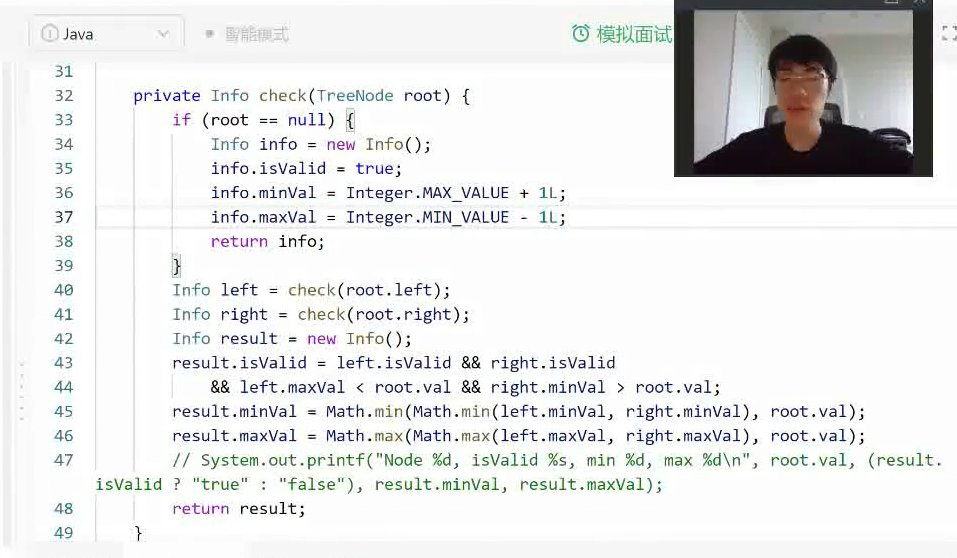 Java
智能模式
模拟面试
31
32 private Info check(TreeNode root) {
33 if (root == null) {
34 Info info = new Info();
35 info.isValid = true;
36 info.minVal = Integer.MAX_VALUE + 1L;
37 info.maxVal = Integer.MIN_VALUE - 1L;
38 return info;
39 }
40 Info left = check(root.left);
41 Info right = check(root.right);
42 Info result = new Info();
43 result.isValid = left.isValid && right.isValid
44 && left.maxVal < root.val && right.minVal > root.val;
45 result.minVal = Math.min(Math.min(left.minVal, right.minVal), root.val);
46 result.maxVal = Math.max(Math.max(left.maxVal, right.maxVal), root.val);
47 // System.out.printf("Node %d, isValid %s, min %d, max %d\n", root.val, (result.
isValid ? "true" : "false"), result.minVal, result.maxVal);
48 return result;
49 }